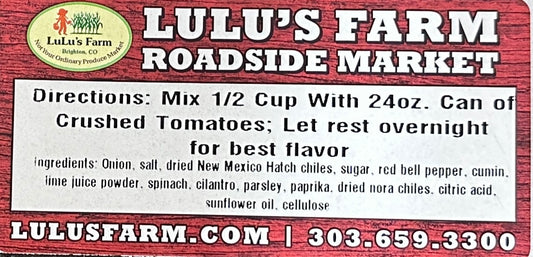 LULU'S FARM
ROADSIDE MARKET
LuLu's Farm
Brighton, CO
Not Your Ordinary Produce Market
Directions: Mix 1/2 Cup With 24oz. Can of
Crushed Tomatoes; Let rest overnight
for best flavor
ingredients: Onion, salt, dried New Mexico Hatch chiles, sugar, red bell pepper, cumin,
lime juice powder, spinach, cilantro, parsley, paprika, dried nora chiles, citric acid,
sunflower oil, cellulose
LULUSFARM.COM | 303.659.3300